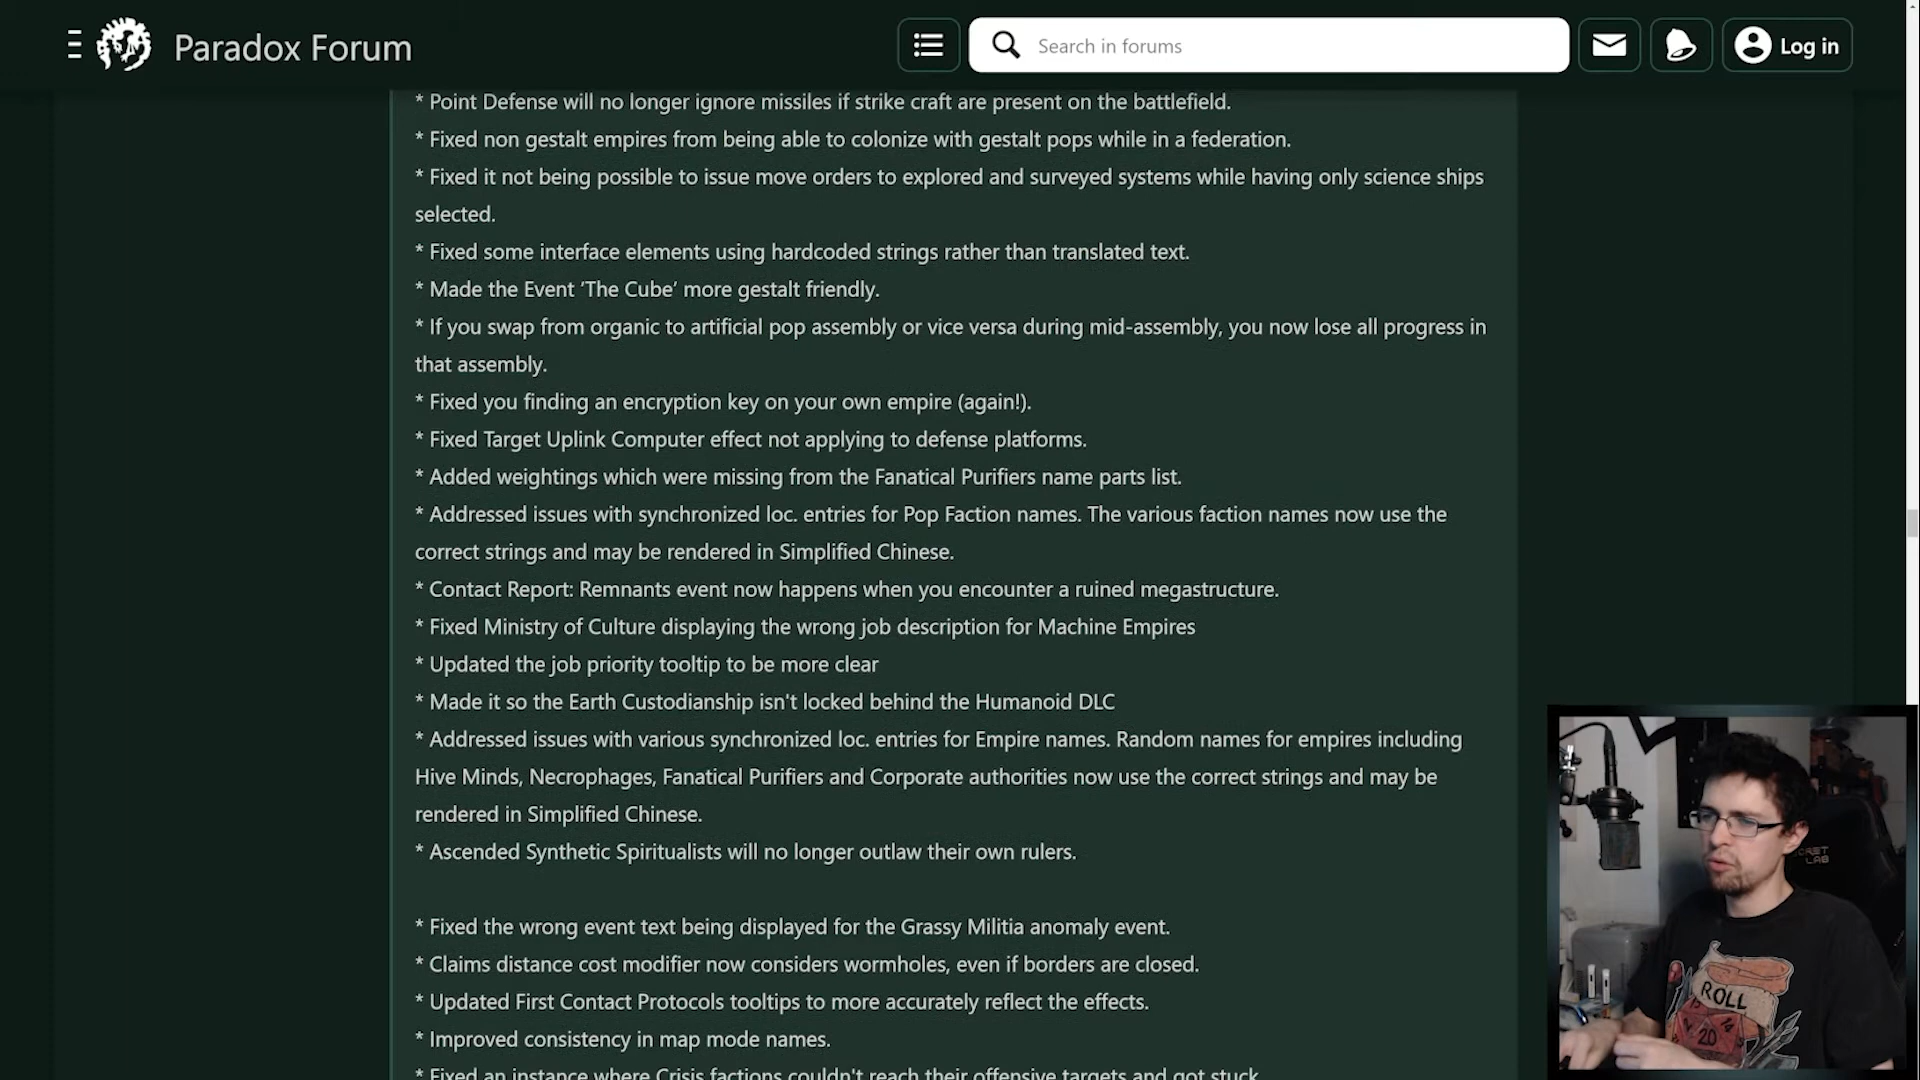 Paradox Forum
Search in forums
Log in
* Point Defense will no longer ignore missiles if strike craft are present on the battlefield.
* Fixed non gestalt empires from being able to colonize with gestalt pops while in a federation.
* Fixed it not being possible to issue move orders to explored and surveyed systems while having only science ships
selected.
* Fixed some interface elements using hardcoded strings rather than translated text.
* Made the Event ‘The Cube’ more gestalt friendly.
* If you swap from organic to artificial pop assembly or vice versa during mid-assembly, you now lose all progress in
that assembly.
* Fixed you finding an encryption key on your own empire (again!).
* Fixed Target Uplink Computer effect not applying to defense platforms.
* Added weightings which were missing from the Fanatical Purifiers name parts list.
* Addressed issues with synchronized loc. entries for Pop Faction names. The various faction names now use the
correct strings and may be rendered in Simplified Chinese.
* Contact Report: Remnants event now happens when you encounter a ruined megastructure.
* Fixed Ministry of Culture displaying the wrong job description for Machine Empires
* Updated the job priority tooltip to be more clear
* Made it so the Earth Custodianship isn't locked behind the Humanoid DLC
* Addressed issues with various synchronized loc. entries for Empire names. Random names for empires including
Hive Minds, Necrophages, Fanatical Purifiers and Corporate authorities now use the correct strings and may be
rendered in Simplified Chinese.
* Ascended Synthetic Spiritualists will no longer outlaw their own rulers.
* Fixed the wrong event text being displayed for the Grassy Militia anomaly event.
* Claims distance cost modifier now considers wormholes, even if borders are closed.
* Updated First Contact Protocols tooltips to more accurately reflect the effects.
* Improved consistency in map mode names.
* Fixed an instance where Crisis factions couldn't reach their offensive targets and got stuck
LAB
ROLL
20